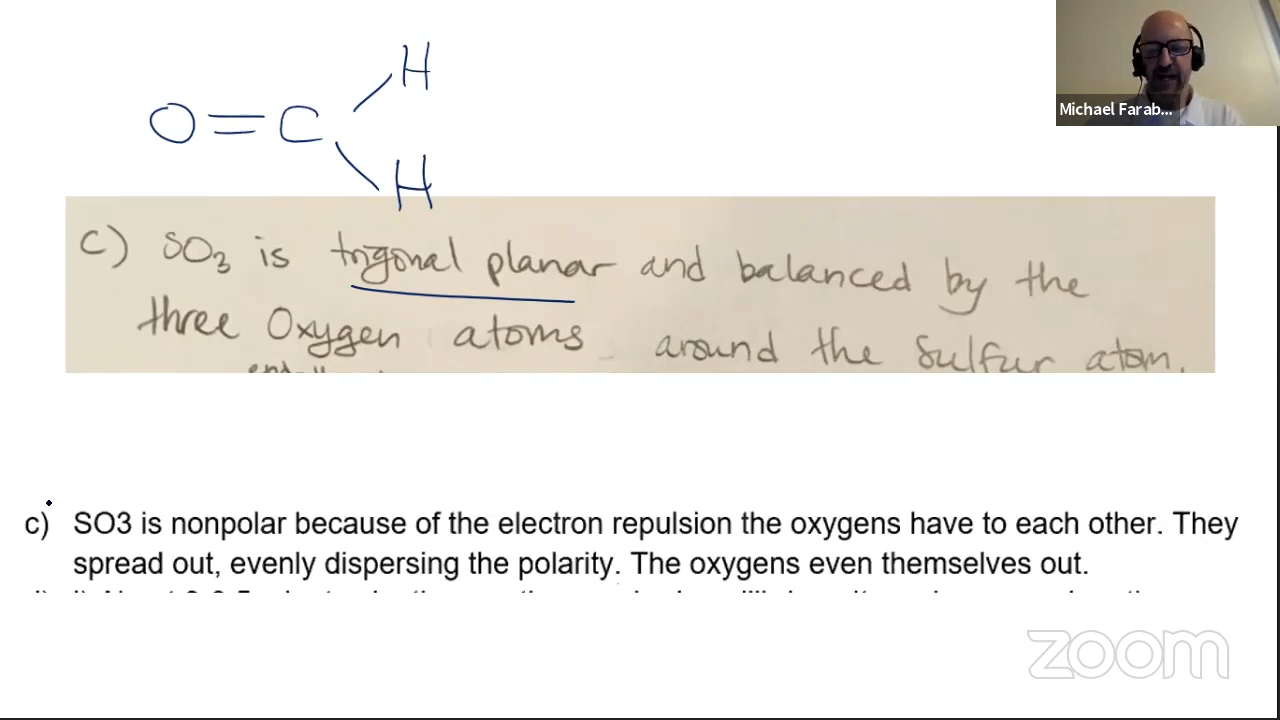 H
O=C
Michael Farab...
H
c) SO3 is trigonal planar and balanced by the
three Oxygen atoms around the Sulfur atom.
c) SO3 is nonpolar because of the electron repulsion the oxygens have to each other. They
spread out, evenly dispersing the polarity. The oxygens even themselves out.
zoom